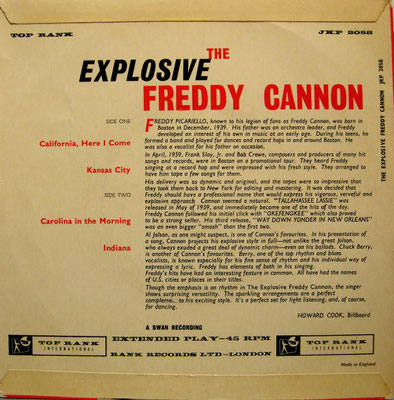 TOP RANK
JKP 2058
THE
EXPLOSIVE
FREDDY CANNON
SIDE ONE
California, Here I Come
Kansas City
SIDE TWO
Carolina in the Morning
Indiana
FREDDY PICARIELLO, known to his legion of fans as Freddy Cannon, was born in
Boston in December, 1939. His father was an orchestra leader, and Freddy
developed an interest of his own in music at an early age. During his teens, he
formed a band and played for dances and record hops in and around Boston. He
was also a vocalist for his father on occasion.
In April, 1959, Frank Slay, Jr. and Bob Crewe, composers and producers of many hit
songs and records, were in Boston on a promotional tour. They heard Freddy
singing at a record hop and were impressed with his fresh style. They arranged to
have him tape a few songs for them.
His delivery was so dynamic and original, and the tapes were so impressive that
they took them back to New York for editing and mastering. It was decided that
Freddy should have a professional name that would express his vigorous, verveful and
explosive approach. Cannon seemed a natural. "TALLAHASSEE LASSIE" was
released in May of 1959, and immediately became one of the hits of the day.
Freddy Cannon followed his initial click with "OKEFENOKEE" which also proved
to be a strong seller. His third release, "WAY DOWN YONDER IN NEW ORLEANS"
was an even bigger "smash" than the first two.
Al Jolson, as one might suspect, is one of Cannon's favourites. In his presentation of
a song, Cannon projects his explosive style in full—not unlike the great Jolson,
who always exuded a great deal of dynamic charm—even on his ballads. Chuck Berry,
is another of Cannon's favourites. Berry, one of the top rhythm and blues
vocalists, is known especially for his fine sense of rhythm and his individual way of
expressing a lyric. Freddy has elements of both in his singing.
Freddy's hits have had an interesting feature in common. All have had the names
of U.S. cities or places in their titles.
Though the emphasis is on rhythm in The Explosive Freddy Cannon, the singer
shows surprising versatility. The sparkling arrangements are a perfect
to his exciting style. It's a perfect set for light listening, and, of course,
for dancing.
HOWARD COOK, Billboard
A SWAN RECORDING
TOP RANK
INTERNATIONAL
EXTENDED PLAY—45 RPM
RANK RECORDS LTD—LONDON
TOP RANK
INTERNATIONAL
Made in England
THE EXPLOSIVE FREDDY CANNON JKP 2058